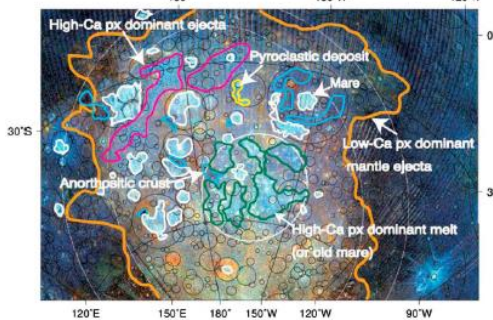 High-Ca px dominant ejecta
Pyroclastic deposit
Mare
0
30°S
Low-Ca px dominant
mantle ejecta
Anorthositic crust
3
High-Ca px dominant melt
(or old mare)
120°E 150°E 180° 150°W 120°W 90°W